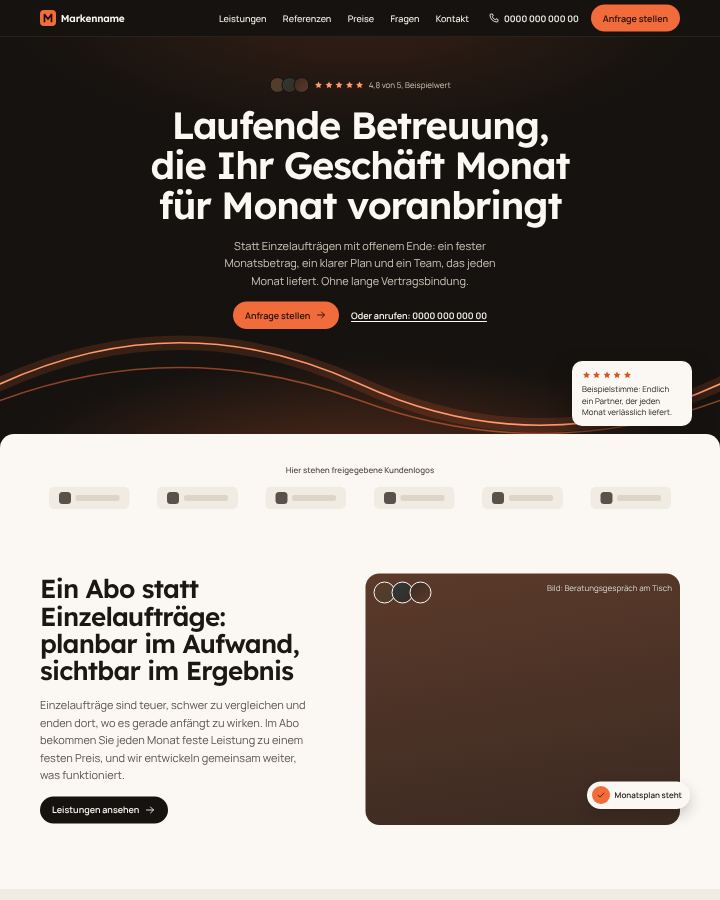 M Markenname
Leistungen Referenzen Preise Fragen Kontakt 0000 000 000 00 Anfrage stellen
4,8 von 5, Beispielwert
Laufende Betreuung,
die Ihr Geschäft Monat
für Monat voranbringt
Statt Einzelaufträgen mit offenem Ende: ein fester
Monatsbetrag, ein klarer Plan und ein Team, das jeden
Monat liefert. Ohne lange Vertragsbindung.
Anfrage stellen
Oder anrufen: 0000 000 000 00
Beispielstimme: Endlich
ein Partner, der jeden
Monat verlässlich liefert.
Hier stehen freigegebene Kundenlogos
Ein Abo statt
Einzelaufträge:
planbar im Aufwand,
sichtbar im Ergebnis
Einzelaufträge sind teuer, schwer zu vergleichen und
enden dort, wo es gerade anfängt zu wirken. Im Abo
bekommen Sie jeden Monat feste Leistung zu einem
festen Preis, und wir entwickeln gemeinsam weiter,
was funktioniert.
Leistungen ansehen
Bild: Beratungsgespräch am Tisch
Monatsplan steht